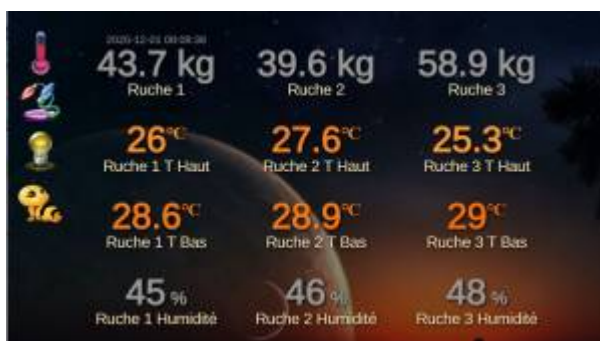 43.7 kg 39.6 kg 58.9 kg
Ruche 1 Ruche 2 Ruche 3
26°C 27.6°C 25.3°C
Ruche 1 T Haut Ruche 2 T Haut Ruche 3 T Haut
28.6°C 28.9°C 29°C
Ruche 1 T Bas Ruche 2 T Bas Ruche 3 T Bas
45 % 46 % 48 %
Ruche 1 Humidité Ruche 2 Humidité Ruche 3 Humidité